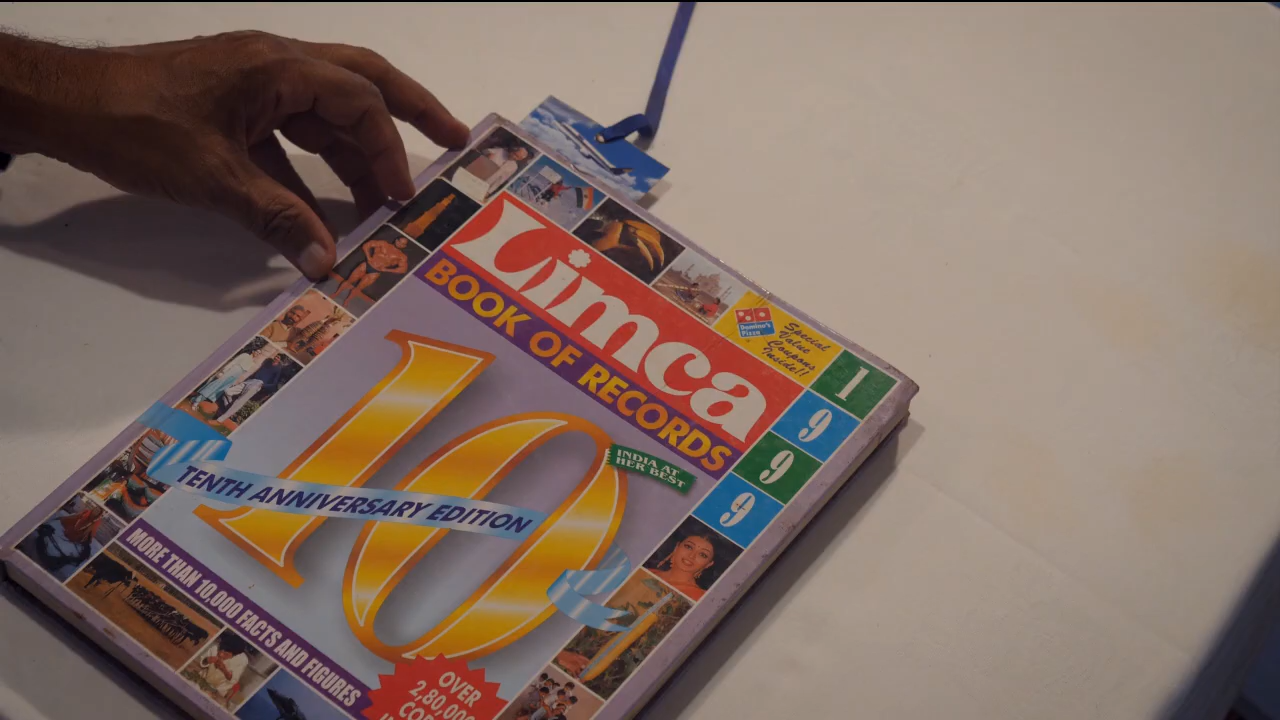 Limca
BOOK OF RECORDS
Domino's
Pizza
Special
Value
Coupons
Inside!!
1
9
9
9
10
INDIA AT
HER BEST
TENTH ANNIVERSARY EDITION
MORE THAN 10,000 FACTS AND FIGURES
OVER
2,80,000